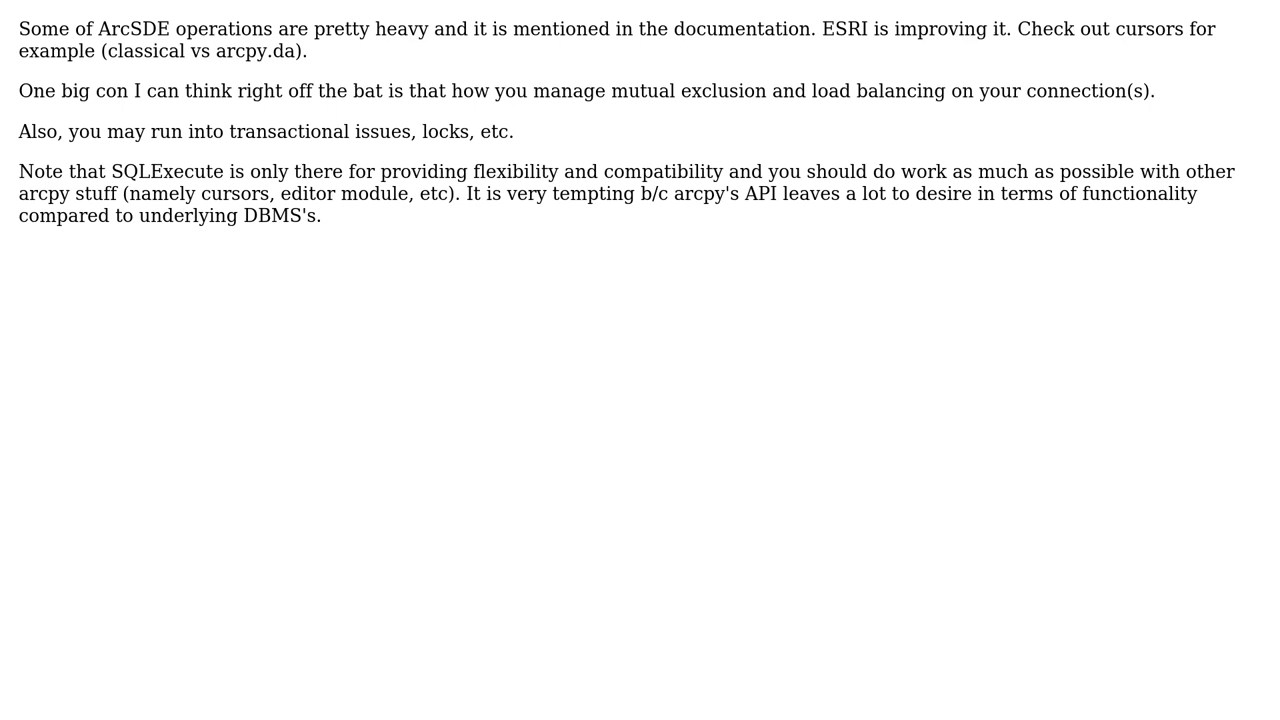 Some of ArcSDE operations are pretty heavy and it is mentioned in the documentation. ESRI is improving it. Check out cursors for
example (classical vs arcpy.da).
One big con I can think right off the bat is that how you manage mutual exclusion and load balancing on your connection(s).
Also, you may run into transactional issues, locks, etc.
Note that SQLExecute is only there for providing flexibility and compatibility and you should do work as much as possible with other
arcpy stuff (namely cursors, editor module, etc). It is very tempting b/c arcpy's API leaves a lot to desire in terms of functionality
compared to underlying DBMS's.